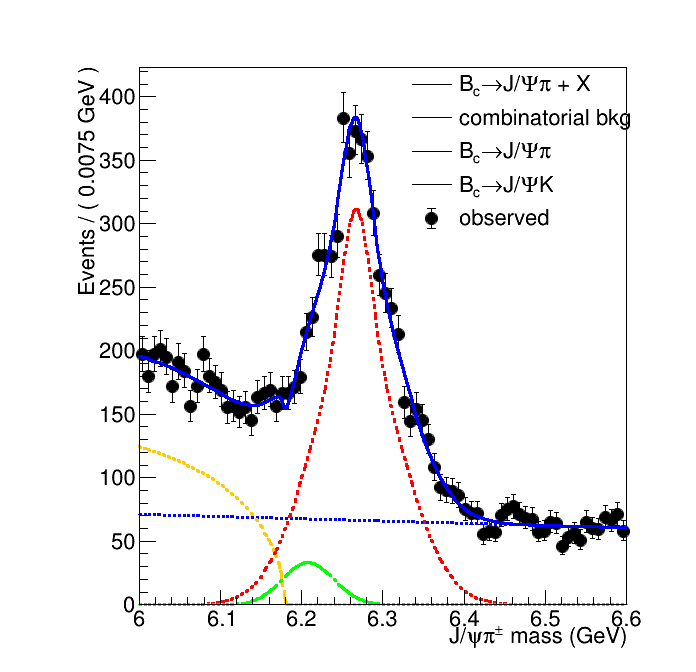 B_c→J/Ψπ + X
combinatorial bkg
B_c→J/Ψπ
B_c→J/ΨK
observed
Events / ( 0.0075 GeV )
400
350
300
250
200
150
100
50
0
6 6.1 6.2 6.3 6.4 6.5 6.6
J/ψπ± mass (GeV)